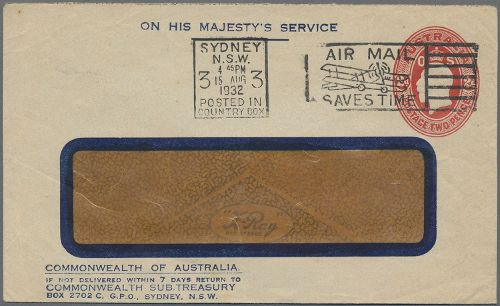 ON HIS MAJESTY'S SERVICE
SYDNEY
N.S.W.
4 45PM
3 15 AUG 3
1932
POSTED IN
COUNTRY BOX
AIR MAIL
SAVES TIME
AUSTRALIA
O S
POSTAGE TWO PENCE
COMMONWEALTH OF AUSTRALIA.
IF NOT DELIVERED WITHIN 7 DAYS RETURN TO
COMMONWEALTH SUB-TREASURY
BOX 2702 C, G.P.O., SYDNEY, N.S.W.